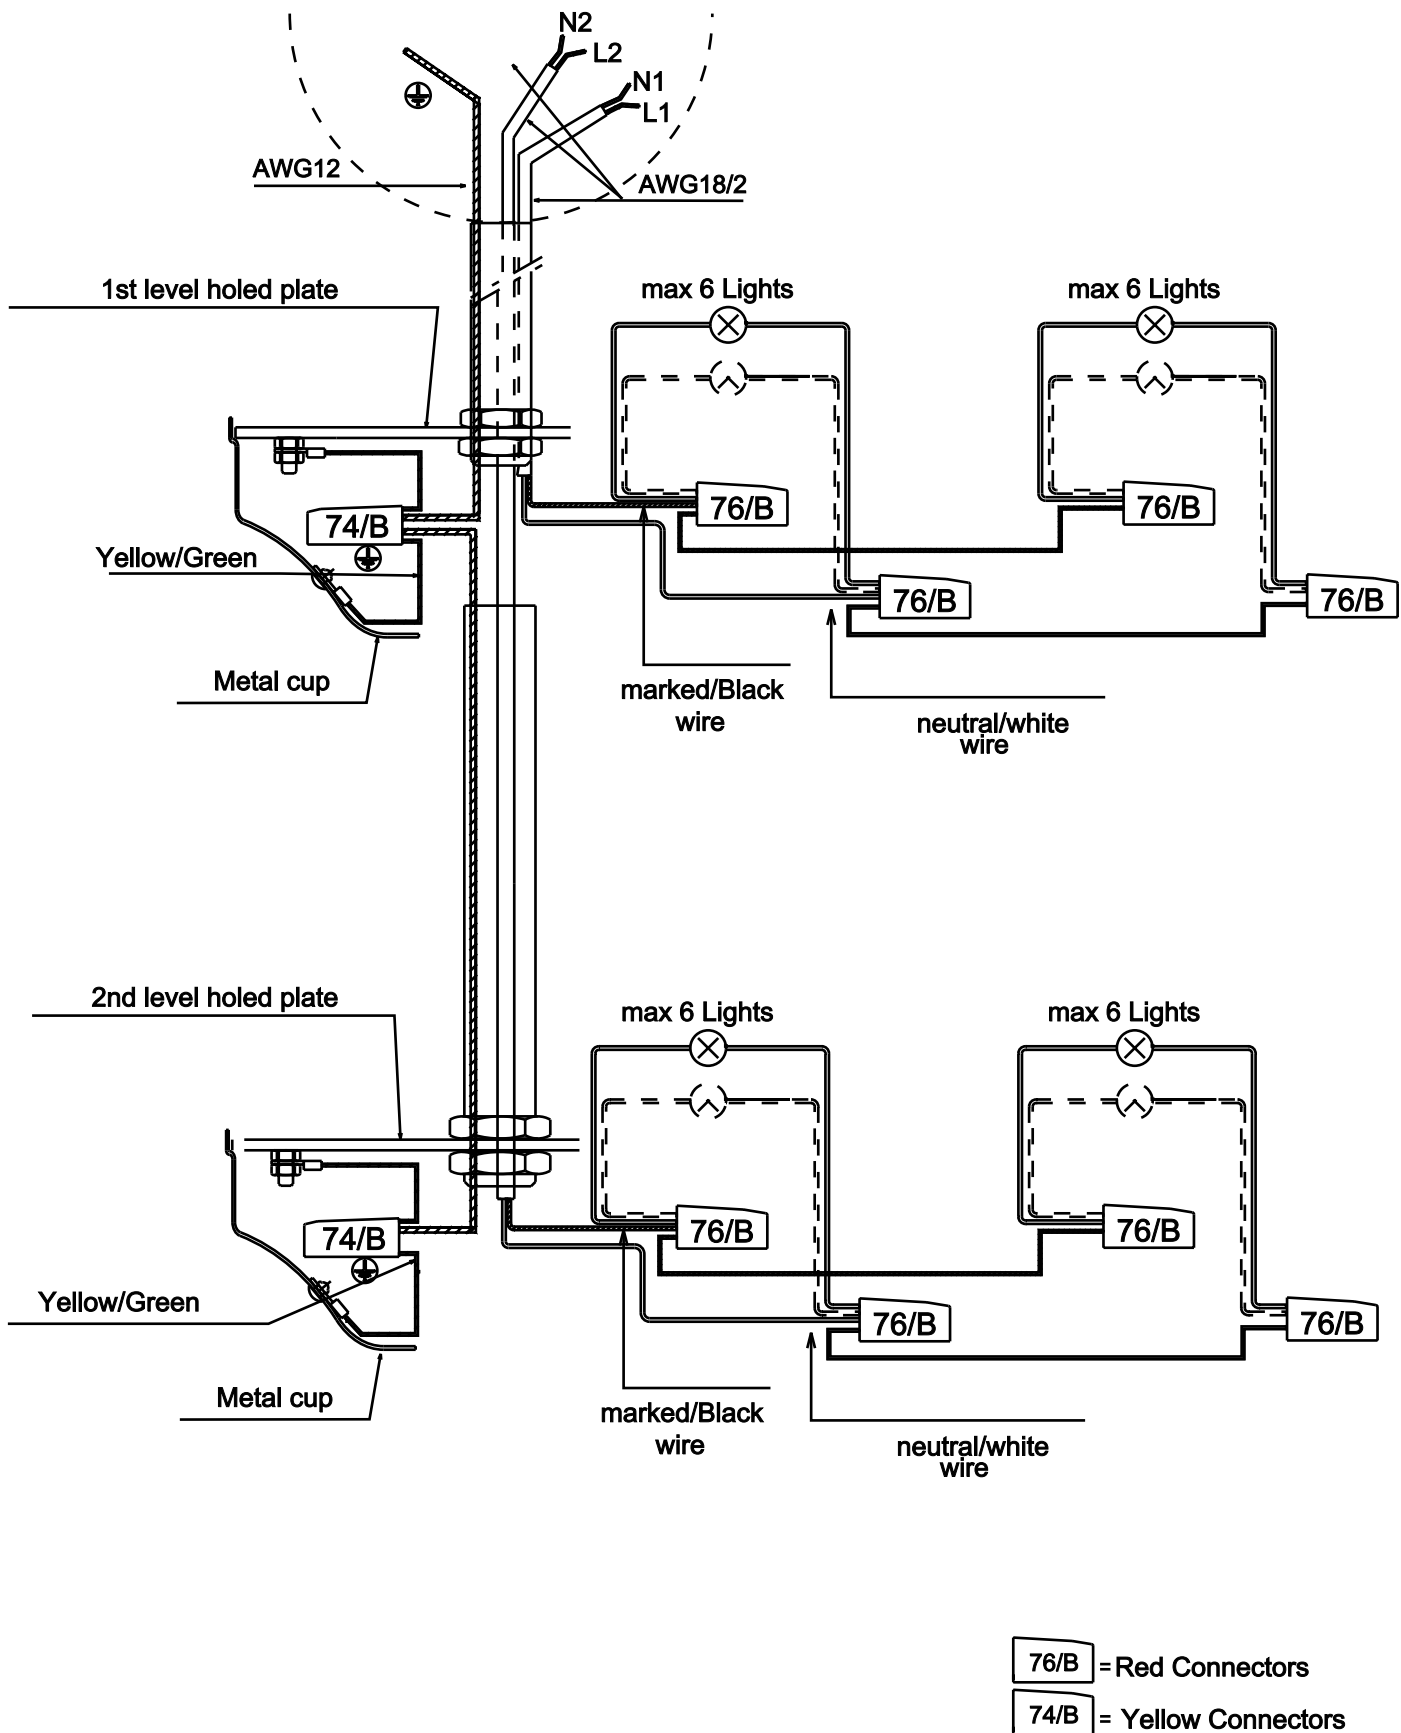 N2
L2
N1
L1
AWG12
AWG18/2
1st level holed plate
max 6 Lights
max 6 Lights
76/B
76/B
74/B
Yellow/Green
76/B
76/B
Metal cup
marked/Black
wire
neutral/white
wire
2nd level holed plate
max 6 Lights
max 6 Lights
76/B
76/B
74/B
Yellow/Green
76/B
76/B
Metal cup
marked/Black
wire
neutral/white
wire
76/B = Red Connectors
74/B = Yellow Connectors